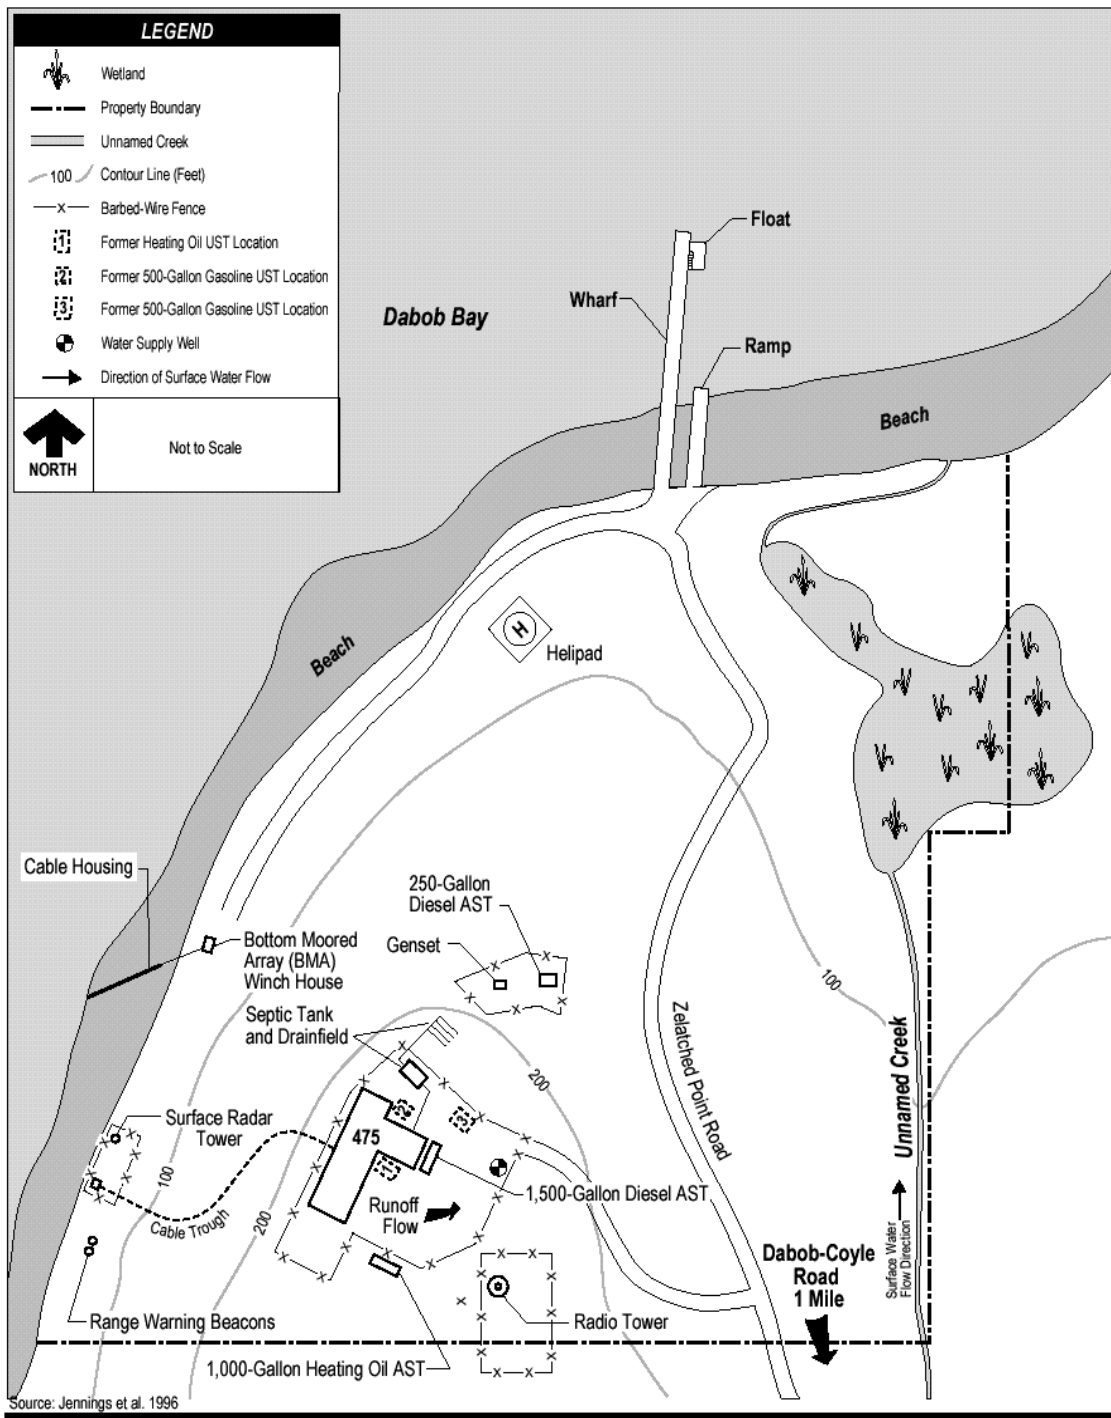 LEGEND
Wetland
Property Boundary
Unnamed Creek
100
Contour Line (Feet)
x
Barbed-Wire Fence
1
Former Heating Oil UST Location
2
Former 500-Gallon Gasoline UST Location
3
Former 500-Gallon Gasoline UST Location
Water Supply Well
Direction of Surface Water Flow
NORTH
Not to Scale
Float
Wharf
Dabob Bay
Ramp
Beach
Beach
H
Helipad
Cable Housing
250-Gallon
Diesel AST
Genset
Bottom Moored
Array (BMA)
Winch House
Septic Tank
and Drainfield
100
200
Zelatched Point Road
Unnamed Creek
Surface Radar
Tower
475
2
3
1
100
200
Cable Trough
Runoff
Flow
1,500-Gallon Diesel AST
Surface Water
Flow Direction
Dabob-Coyle
Road
1 Mile
Range Warning Beacons
Radio Tower
1,000-Gallon Heating Oil AST
Source: Jennings et al. 1996